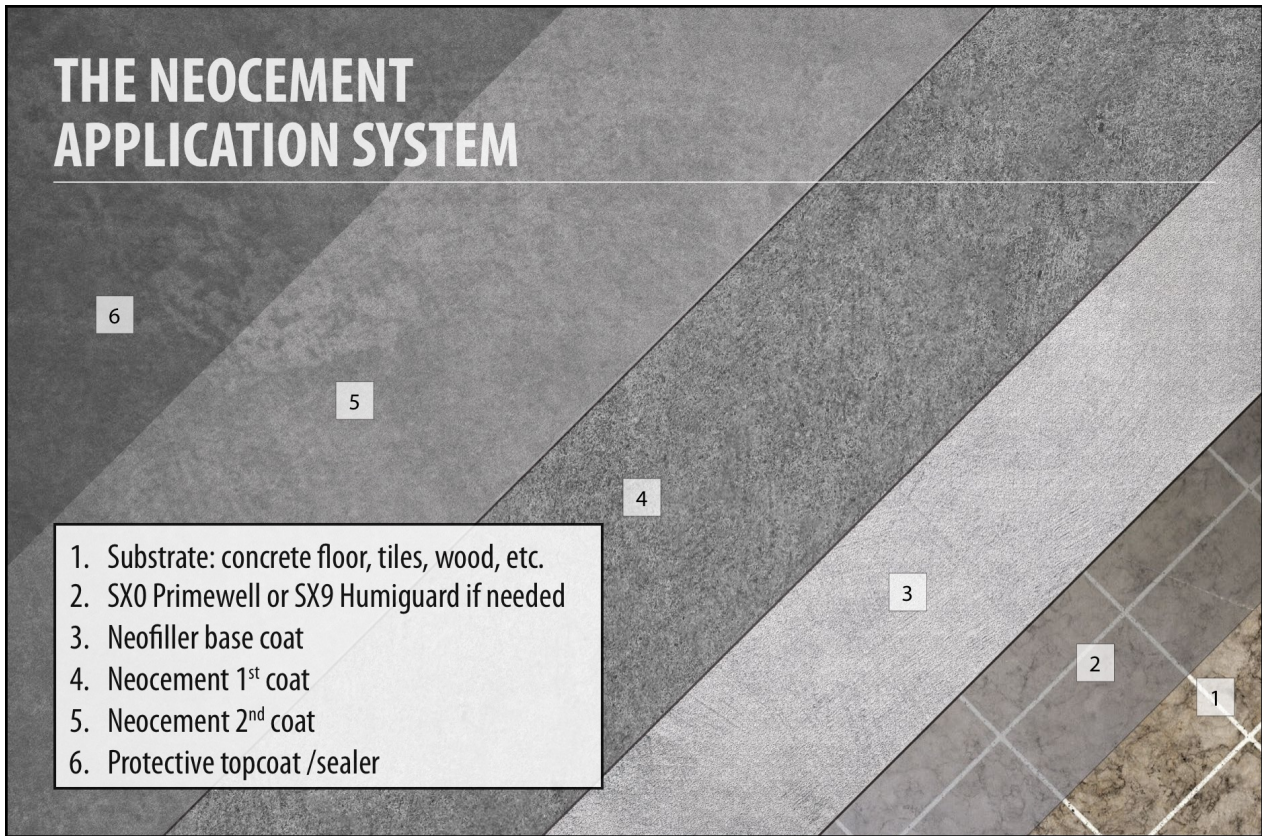 THE NEOCEMENT
APPLICATION SYSTEM
6
5
4
3
2
1
1. Substrate: concrete floor, tiles, wood, etc.
2. SX0 Primewell or SX9 Humiguard if needed
3. Neofiller base coat
4. Neocement 1st coat
5. Neocement 2nd coat
6. Protective topcoat /sealer